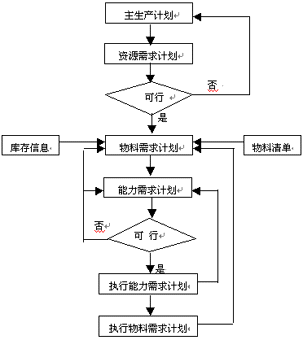 主生产计划
资源需求计划
可行
否
是
库存信息
物料需求计划
物料清单
能力需求计划
否
可 行
是
执行能力需求计划
执行物料需求计划